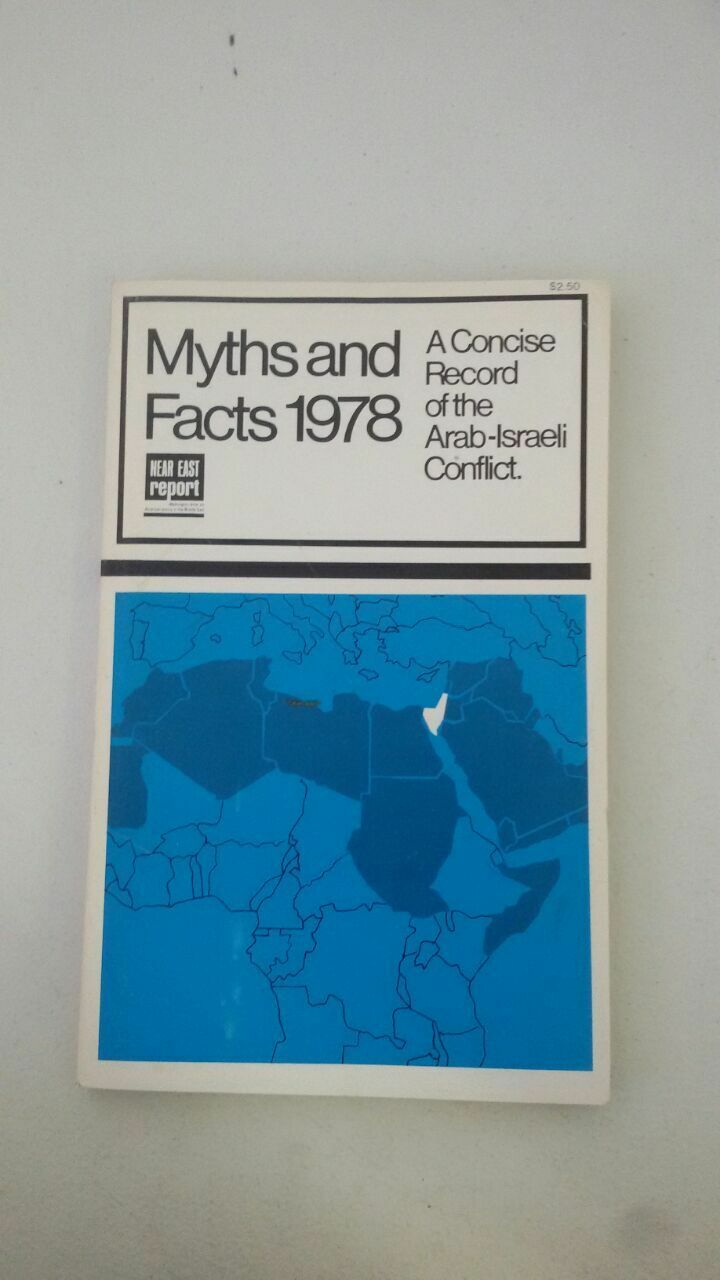 $2.50
Myths and
Facts 1978
A Concise
Record
of the
Arab-Israeli
Conflict.
NEAR EAST
report